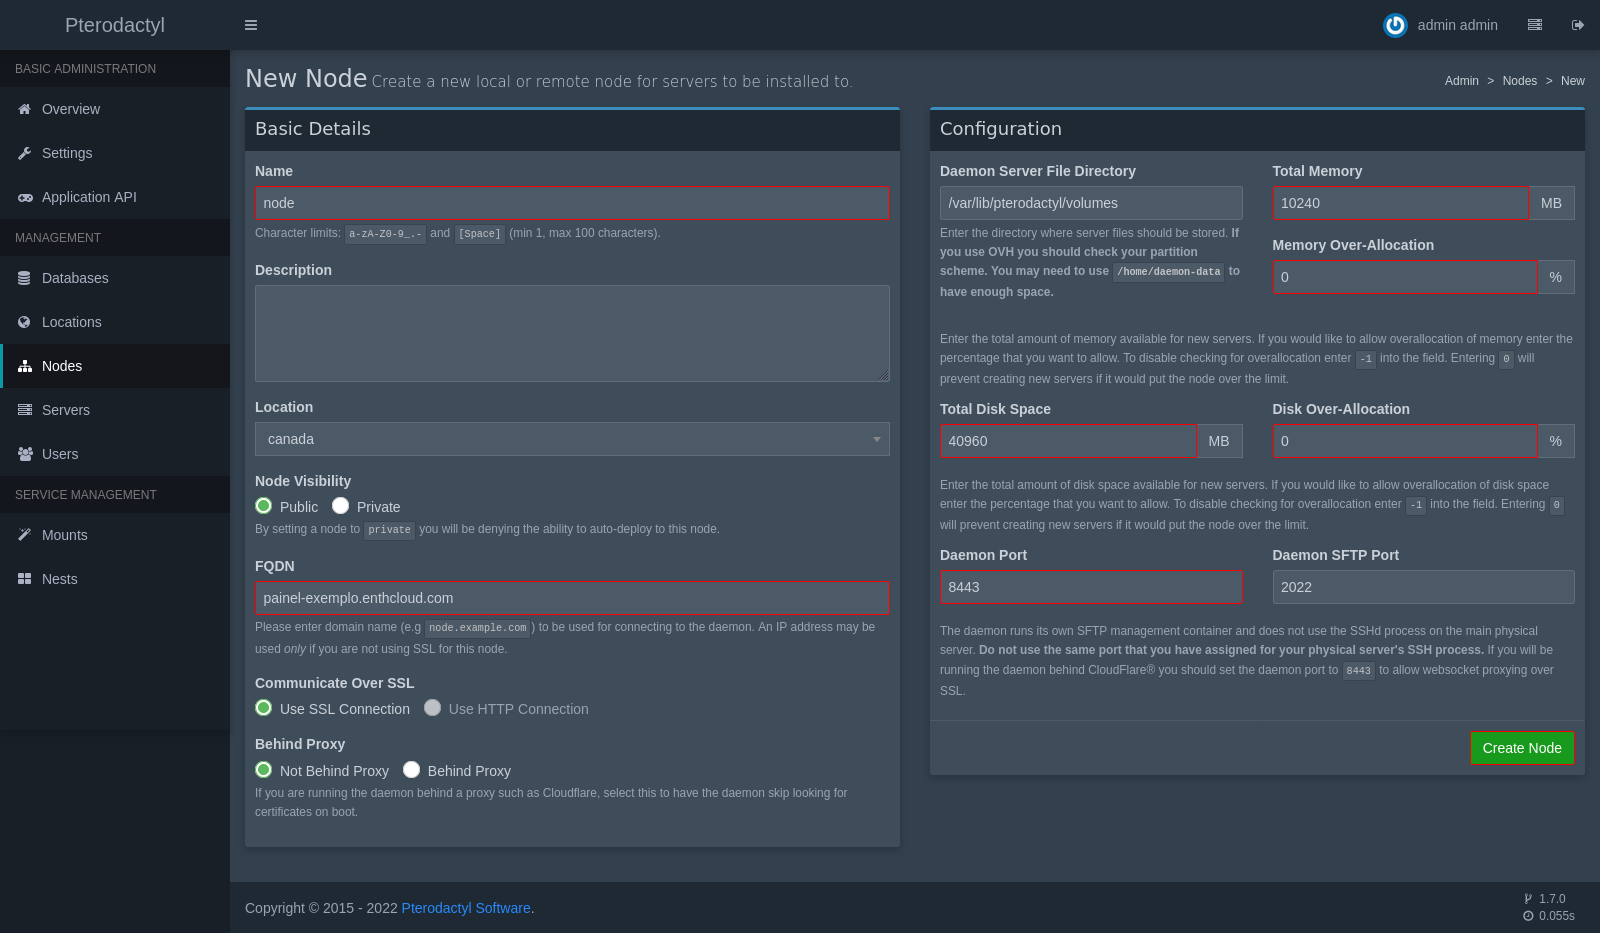 Pterodactyl
admin admin
BASIC ADMINISTRATION
Overview
Settings
Application API
MANAGEMENT
Databases
Locations
Nodes
Servers
Users
SERVICE MANAGEMENT
Mounts
Nests
New Node Create a new local or remote node for servers to be installed to.
Admin > Nodes > New
Basic Details
Name
node
Character limits: a-zA-Z0-9_.- and [Space] (min 1, max 100 characters).
Description
Location
canada
Node Visibility
Public Private
By setting a node to private you will be denying the ability to auto-deploy to this node.
FQDN
painel-exemplo.enthcloud.com
Please enter domain name (e.g node.example.com) to be used for connecting to the daemon. An IP address may be
used only if you are not using SSL for this node.
Communicate Over SSL
Use SSL Connection Use HTTP Connection
Behind Proxy
Not Behind Proxy Behind Proxy
If you are running the daemon behind a proxy such as Cloudflare, select this to have the daemon skip looking for
certificates on boot.
Configuration
Daemon Server File Directory
/var/lib/pterodactyl/volumes
Enter the directory where server files should be stored. If
you use OVH you should check your partition
scheme. You may need to use /home/daemon-data to
have enough space.
Total Memory
10240 MB
Memory Over-Allocation
0 %
Enter the total amount of memory available for new servers. If you would like to allow overallocation of memory enter the
percentage that you want to allow. To disable checking for overallocation enter -1 into the field. Entering 0 will
prevent creating new servers if it would put the node over the limit.
Total Disk Space
40960 MB
Disk Over-Allocation
0 %
Enter the total amount of disk space available for new servers. If you would like to allow overallocation of disk space
enter the percentage that you want to allow. To disable checking for overallocation enter -1 into the field. Entering 0
will prevent creating new servers if it would put the node over the limit.
Daemon Port
8443
Daemon SFTP Port
2022
The daemon runs its own SFTP management container and does not use the SSHd process on the main physical
server. Do not use the same port that you have assigned for your physical server's SSH process. If you will be
running the daemon behind CloudFlare® you should set the daemon port to 8443 to allow websocket proxying over
SSL.
Create Node
Copyright © 2015 - 2022 Pterodactyl Software.
1.7.0
0.055s